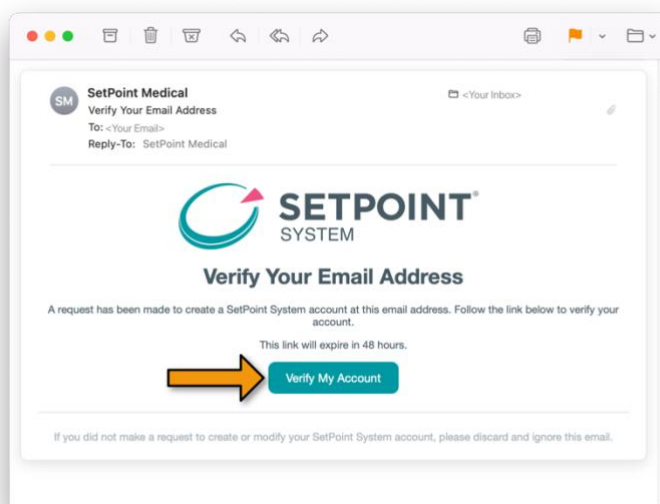 SM
SetPoint Medical
<Your Inbox>
Verify Your Email Address
To: <Your Email>
Reply-To: SetPoint Medical
SETPOINT®
SYSTEM
Verify Your Email Address
A request has been made to create a SetPoint System account at this email address. Follow the link below to verify your
account.
This link will expire in 48 hours.
Verify My Account
If you did not make a request to create or modify your SetPoint System account, please discard and ignore this email.